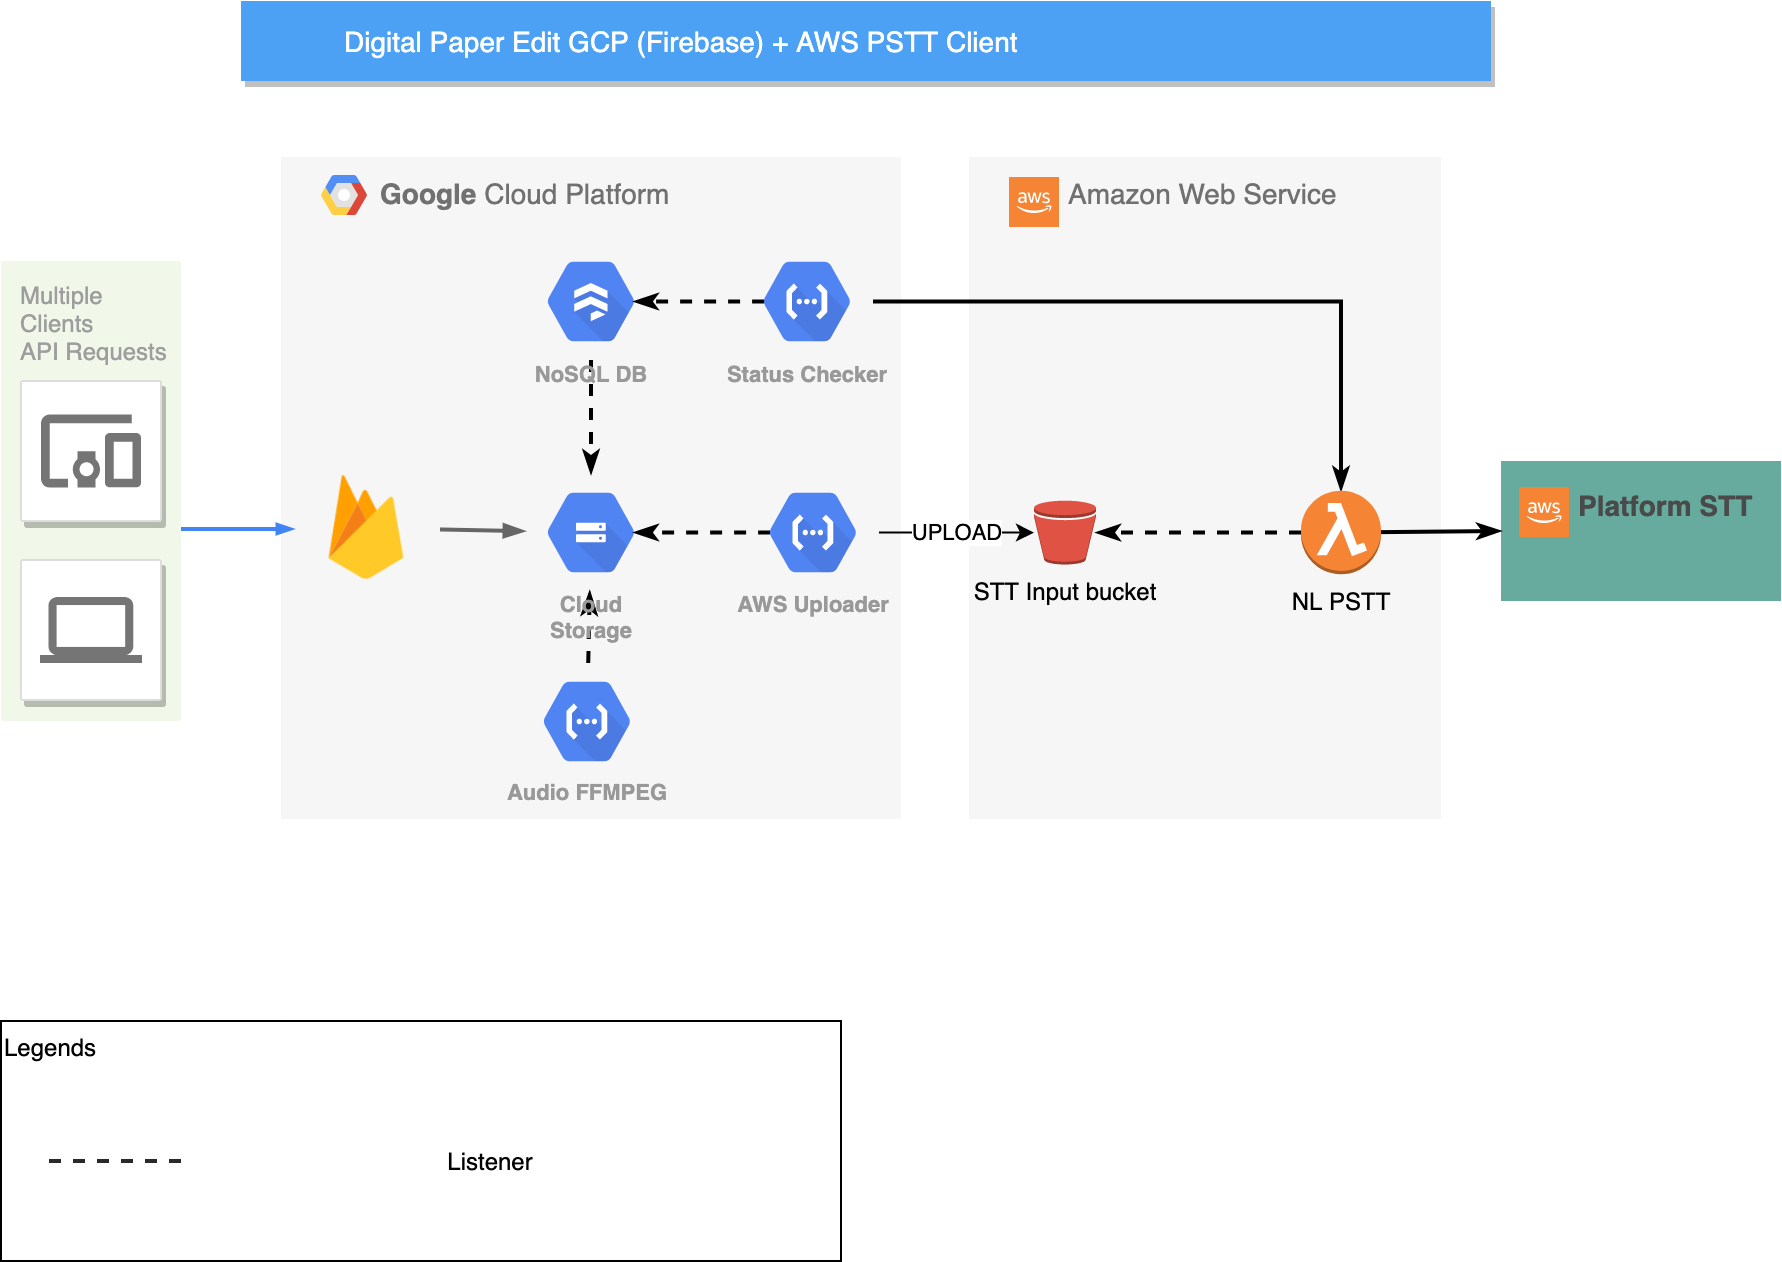 Digital Paper Edit GCP (Firebase) + AWS PSTT Client
Google Cloud Platform
aws
Amazon Web Service
Multiple
Clients
API Requests
NoSQL DB
Status Checker
aws
Platform STT
UPLOAD
STT Input bucket
NL PSTT
Cloud
Storage
AWS Uploader
Audio FFMPEG
Legends
Listener